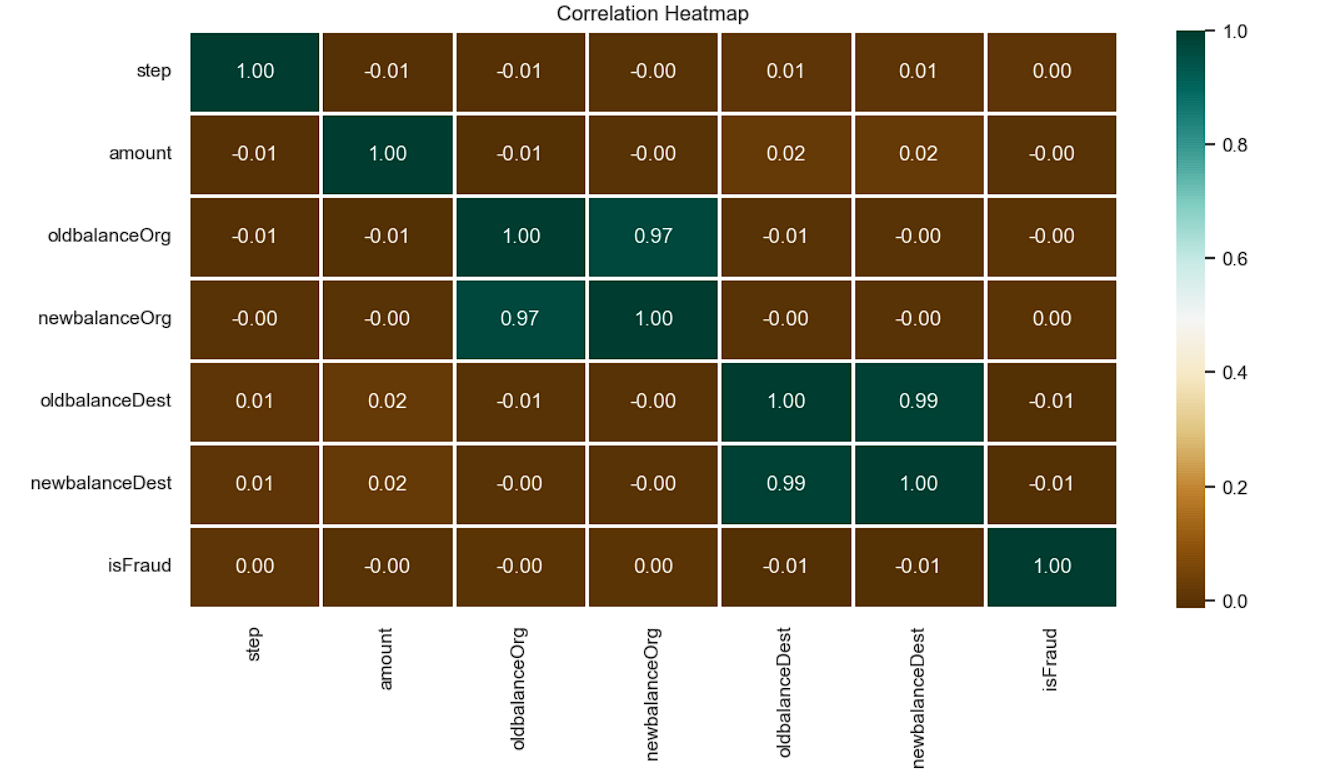 Correlation Heatmap
step 1.00 -0.01 -0.01 -0.00 0.01 0.01 0.00
amount -0.01 1.00 -0.01 -0.00 0.02 0.02 -0.00
oldbalanceOrg -0.01 -0.01 1.00 0.97 -0.01 -0.00 -0.00
newbalanceOrg -0.00 -0.00 0.97 1.00 -0.00 -0.00 0.00
oldbalanceDest 0.01 0.02 -0.01 -0.00 1.00 0.99 -0.01
newbalanceDest 0.01 0.02 -0.00 -0.00 0.99 1.00 -0.01
isFraud 0.00 -0.00 -0.00 0.00 -0.01 -0.01 1.00
step
amount
oldbalanceOrg
newbalanceOrg
oldbalanceDest
newbalanceDest
isFraud
1.0
0.8
0.6
0.4
0.2
0.0